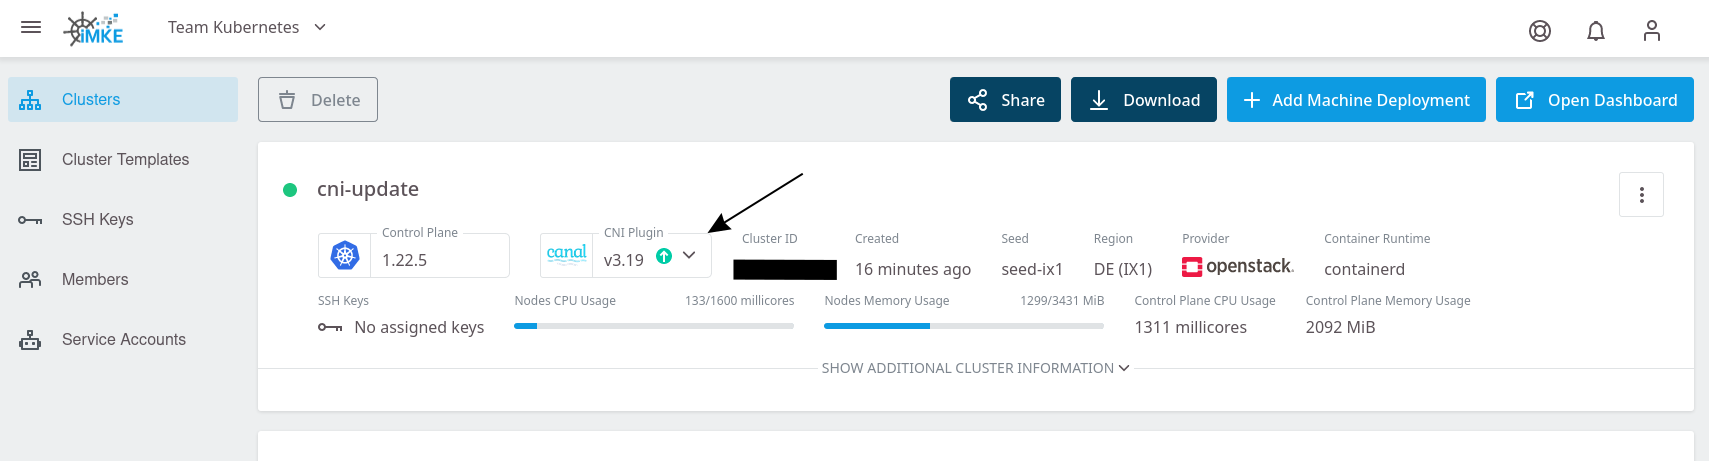 iMKE Team Kubernetes
Clusters
Cluster Templates
SSH Keys
Members
Service Accounts
Delete Share Download Add Machine Deployment Open Dashboard
cni-update
Control Plane
1.22.5
canal
CNI Plugin
v3.19
Cluster ID
Created
16 minutes ago
Seed
seed-ix1
Region
DE (IX1)
Provider
openstack.
Container Runtime
containerd
SSH Keys
No assigned keys
Nodes CPU Usage 133/1600 millicores
Nodes Memory Usage 1299/3431 MiB
Control Plane CPU Usage
1311 millicores
Control Plane Memory Usage
2092 MiB
SHOW ADDITIONAL CLUSTER INFORMATION